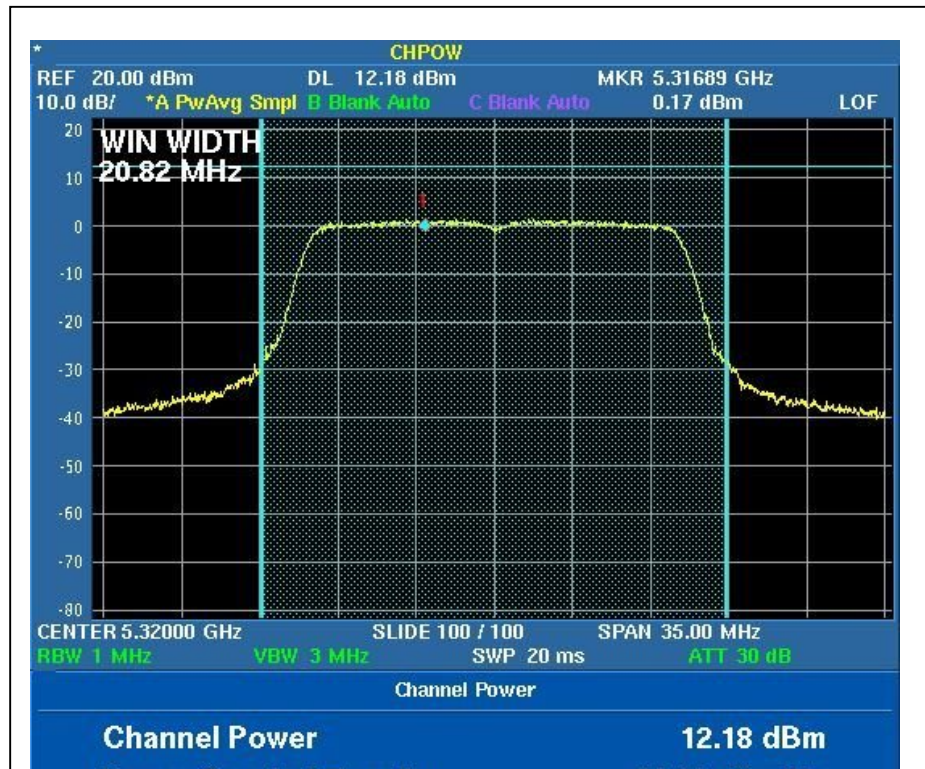 *
CHPOW
REF 20.00 dBm DL 12.18 dBm MKR 5.31689 GHz
10.0 dB/ *A PwAvg Smpl B Blank Auto C Blank Auto 0.17 dBm LOF
WIN WIDTH
20.82 MHz
20
10
1
0
-10
-20
-30
-40
-50
-60
-70
-80
CENTER 5.32000 GHz SLIDE 100 / 100 SPAN 35.00 MHz
RBW 1 MHz VBW 3 MHz SWP 20 ms ATT 30 dB
Channel Power
Channel Power 12.18 dBm